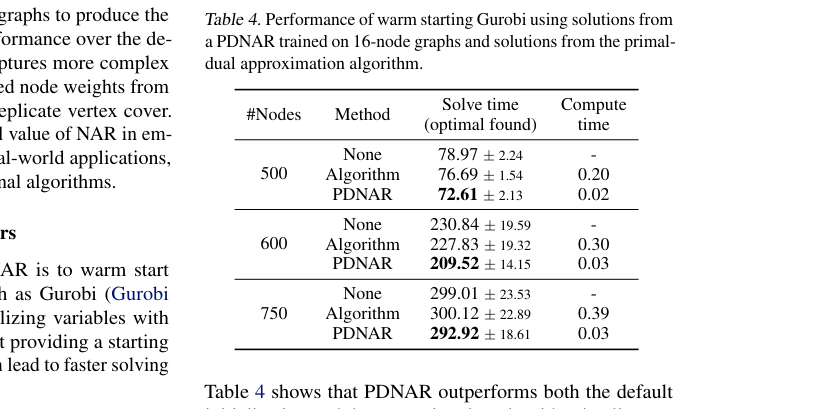 graphs to produce the
formance over the de-
ptures more complex
ed node weights from
replicate vertex cover.
l value of NAR in em-
al-world applications,
nal algorithms.
rs
AR is to warm start
h as Gurobi (Gurobi
lizing variables with
t providing a starting
n lead to faster solving
Table 4. Performance of warm starting Gurobi using solutions from
a PDNAR trained on 16-node graphs and solutions from the primal-
dual approximation algorithm.
#Nodes Method Solve time (optimal found) Compute time
500 None 78.97 ± 2.24 -
Algorithm 76.69 ± 1.54 0.20
PDNAR 72.61 ± 2.13 0.02
600 None 230.84 ± 19.59 -
Algorithm 227.83 ± 19.32 0.30
PDNAR 209.52 ± 14.15 0.03
750 None 299.01 ± 23.53 -
Algorithm 300.12 ± 22.89 0.39
PDNAR 292.92 ± 18.61 0.03
Table 4 shows that PDNAR outperforms both the default